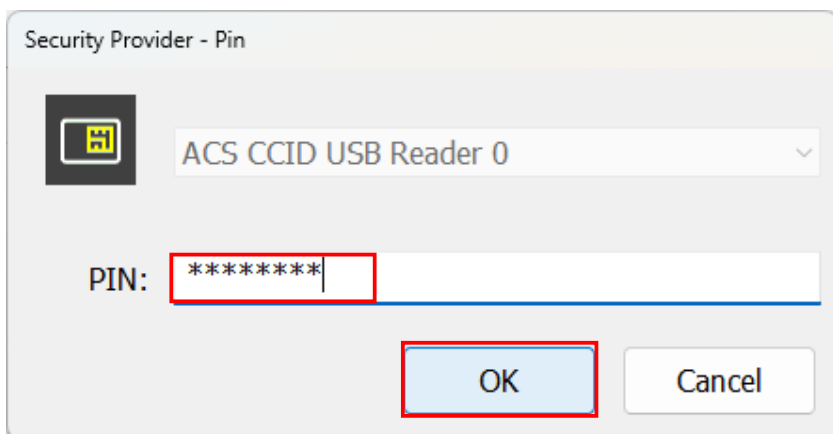 Security Provider - Pin
ACS CCID USB Reader 0
PIN: ********
OK Cancel